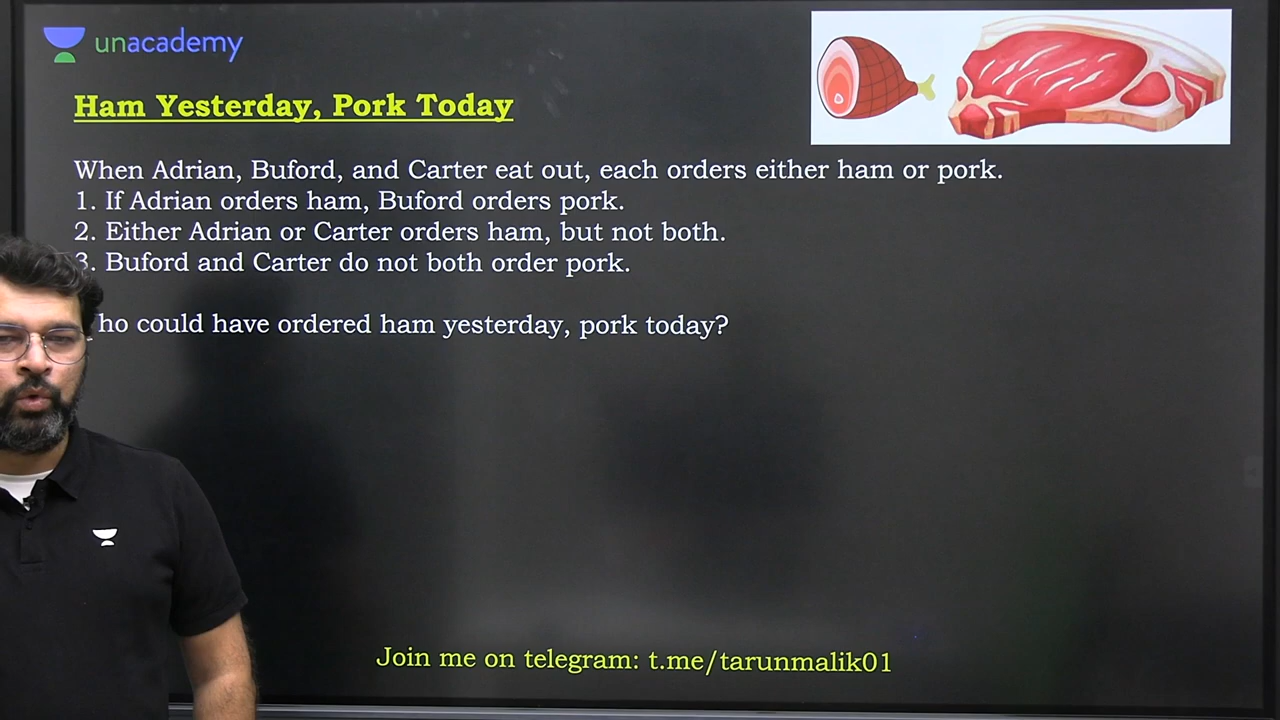 unacademy
Ham Yesterday, Pork Today
When Adrian, Buford, and Carter eat out, each orders either ham or pork.
1. If Adrian orders ham, Buford orders pork.
2. Either Adrian or Carter orders ham, but not both.
3. Buford and Carter do not both order pork.
ho could have ordered ham yesterday, pork today?
Join me on telegram: t.me/tarunmalik01